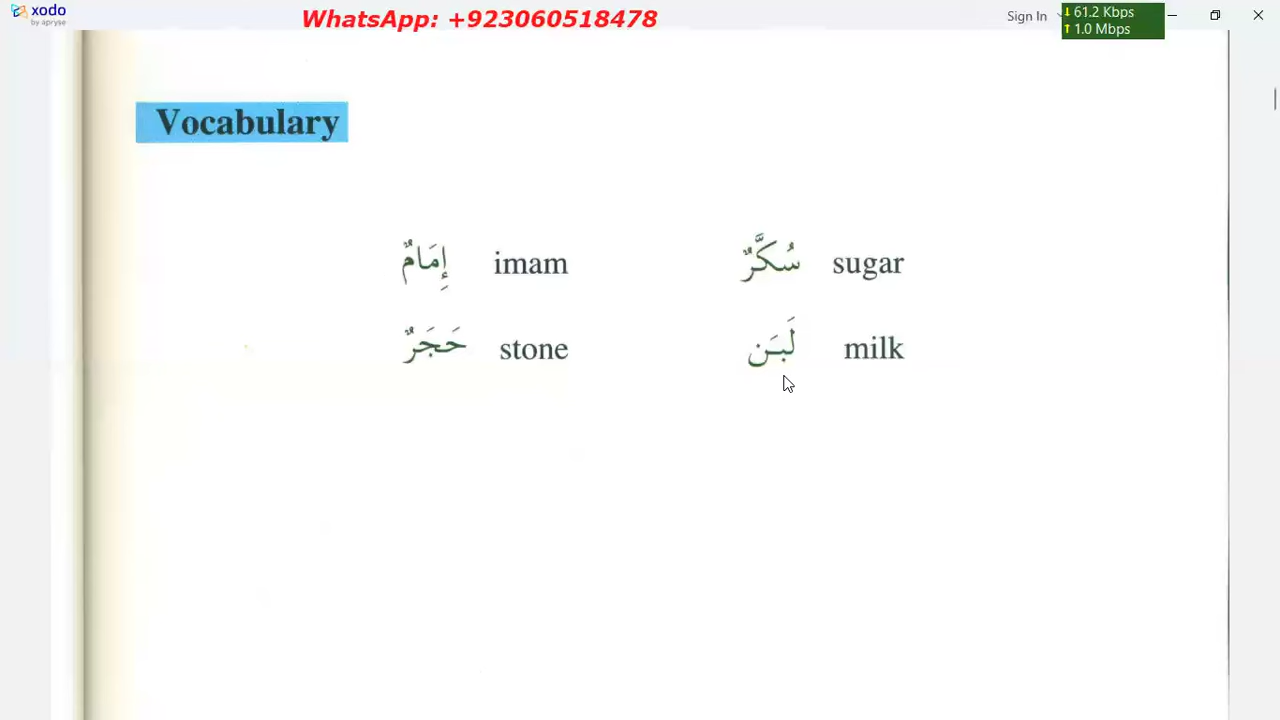 xodo
by apryse
WhatsApp: +923060518478
Sign In
↓ 61.2 Kbps
↑ 1.0 Mbps
Vocabulary
إِمَامٌ imam سُكَّرٌ sugar
حَجَرٌ stone لَبَن milk